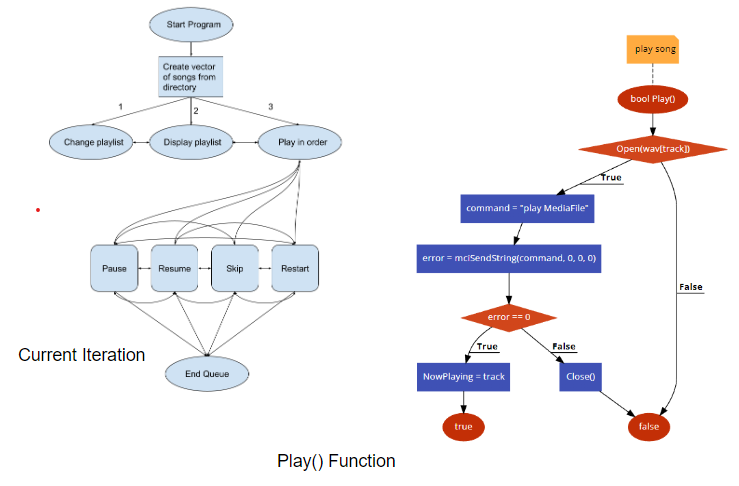 Start Program
Create vector
of songs from
directory
1
2
3
Change playlist
Display playlist
Play in order
Pause
Resume
Skip
Restart
Current Iteration
End Queue
play song
bool Play()
Open(wav[track])
True
command = "play MediaFile"
error = mciSendString(command, 0, 0, 0)
False
error == 0
True
False
NowPlaying = track
Close()
true
false
Play() Function